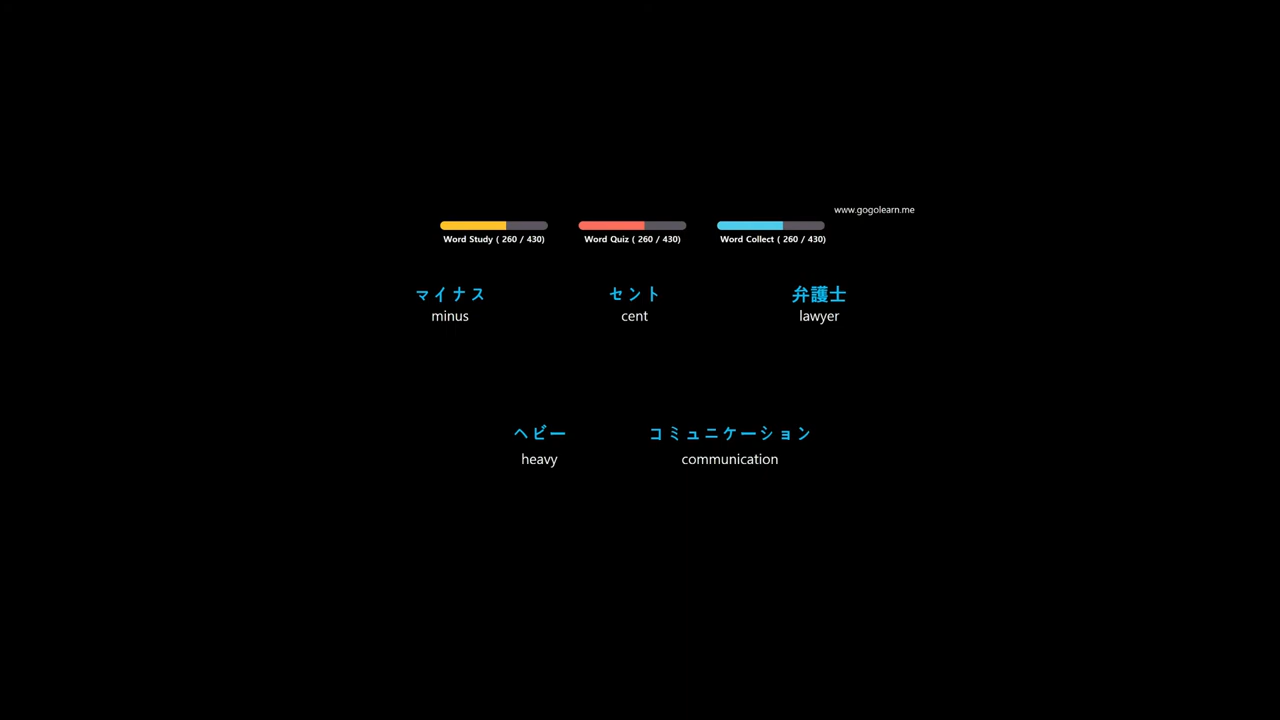 www.gogolearn.me
Word Study ( 260 / 430) Word Quiz ( 260 / 430) Word Collect ( 260 / 430)
マイナス セント 弁護士
minus cent lawyer
ヘビー コミュニケーション
heavy communication